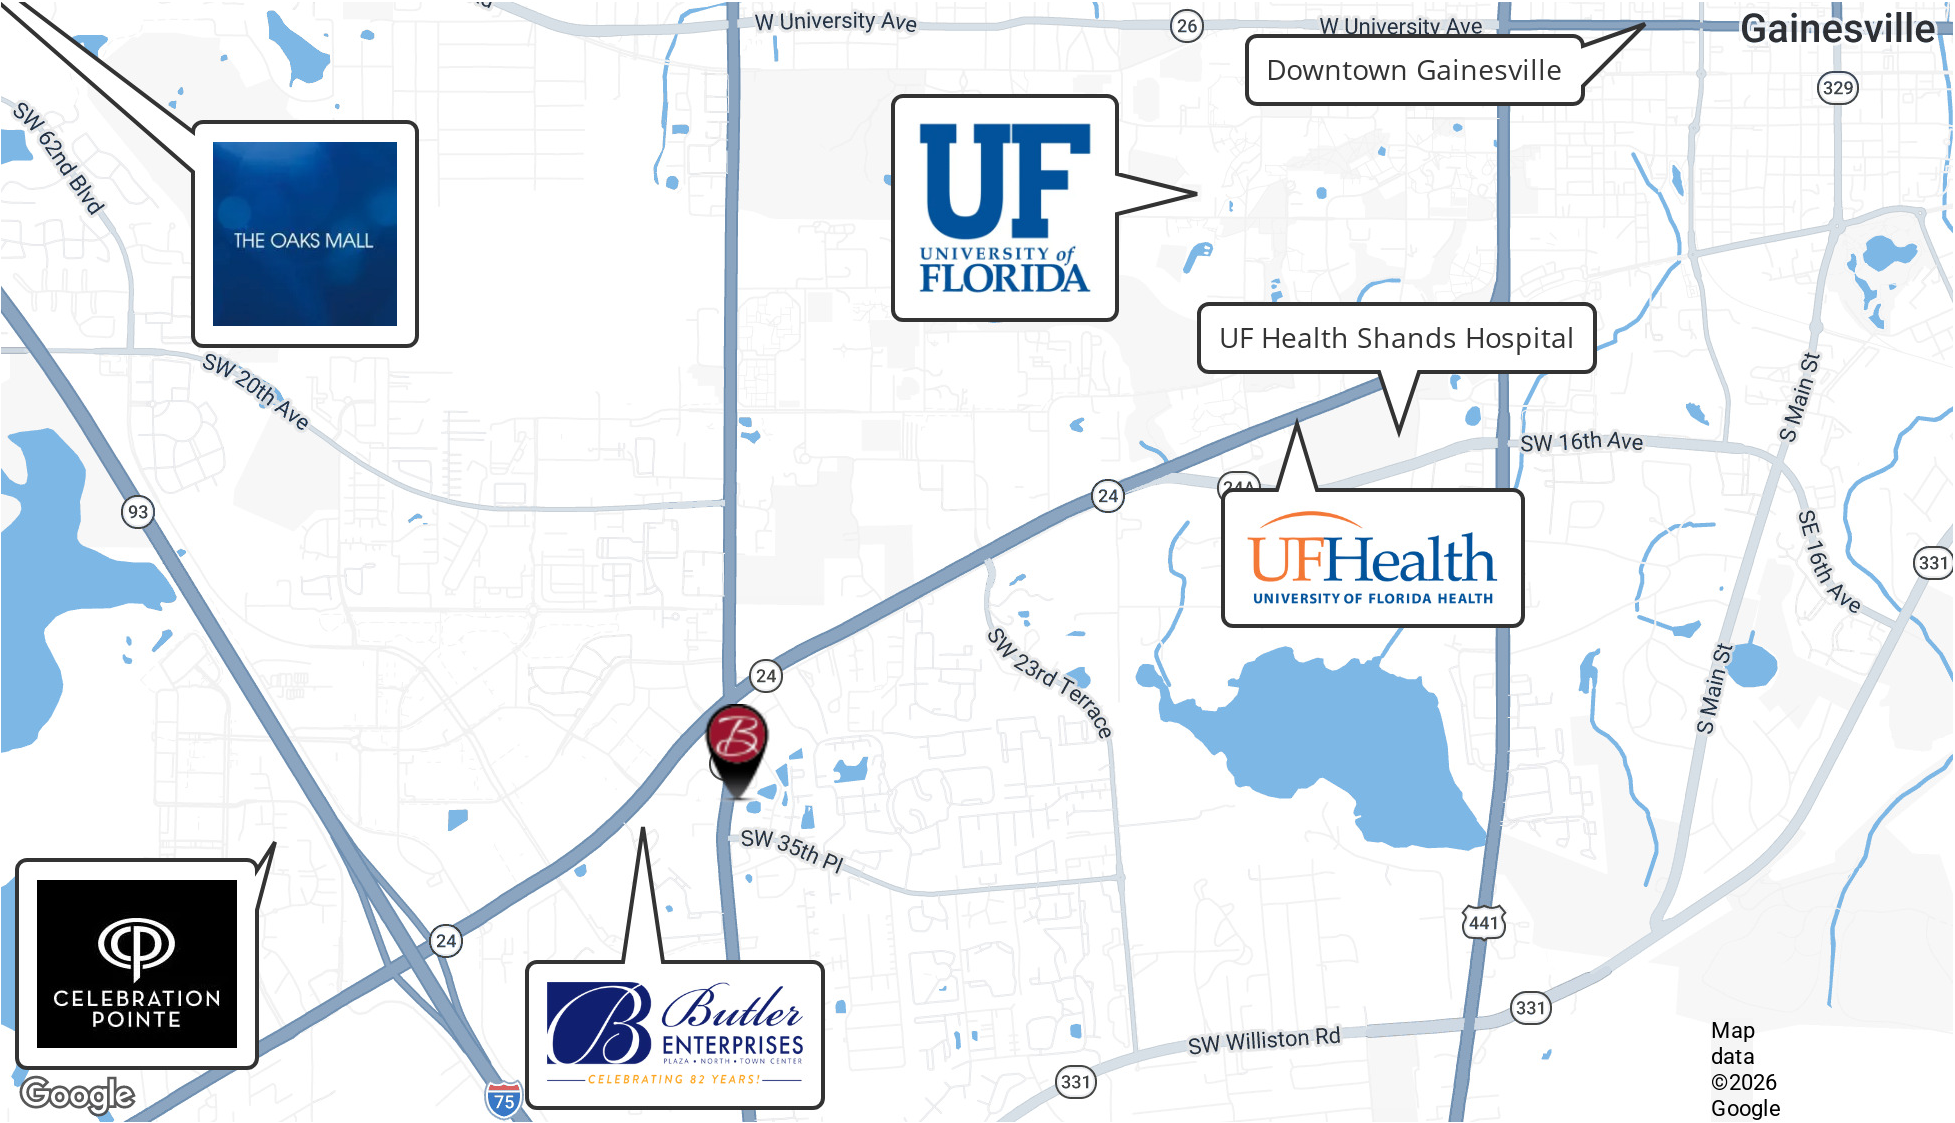 W University Ave
26
W University Ave
Gainesville
Downtown Gainesville
329
SW 62nd Blvd
THE OAKS MALL
UF
UNIVERSITY of
FLORIDA
UF Health Shands Hospital
SW 20th Ave
S Main St
SW 16th Ave
24
24A
93
SE 16th Ave
UFHealth
UNIVERSITY OF FLORIDA HEALTH
331
24
SW 23rd Terrace
S Main St
B
SW 35th Pl
24
441
CELEBRATION
POINTE
B Butler
ENTERPRISES
PLAZA • NORTH • TOWN CENTER
CELEBRATING 82 YEARS!
331
SW Williston Rd
331
75
Google
Map
data
©2026
Google